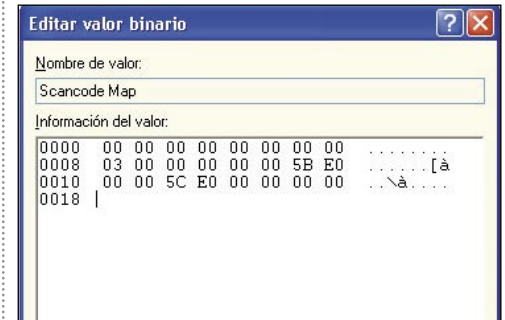 Editar valor binario
Nombre de valor:
Scancode Map
Información del valor:
0000 00 00 00 00 00 00 00 00 ........
0008 03 00 00 00 00 00 5B E0 ......[à
0010 00 00 5C E0 00 00 00 00 ..\à....
0018